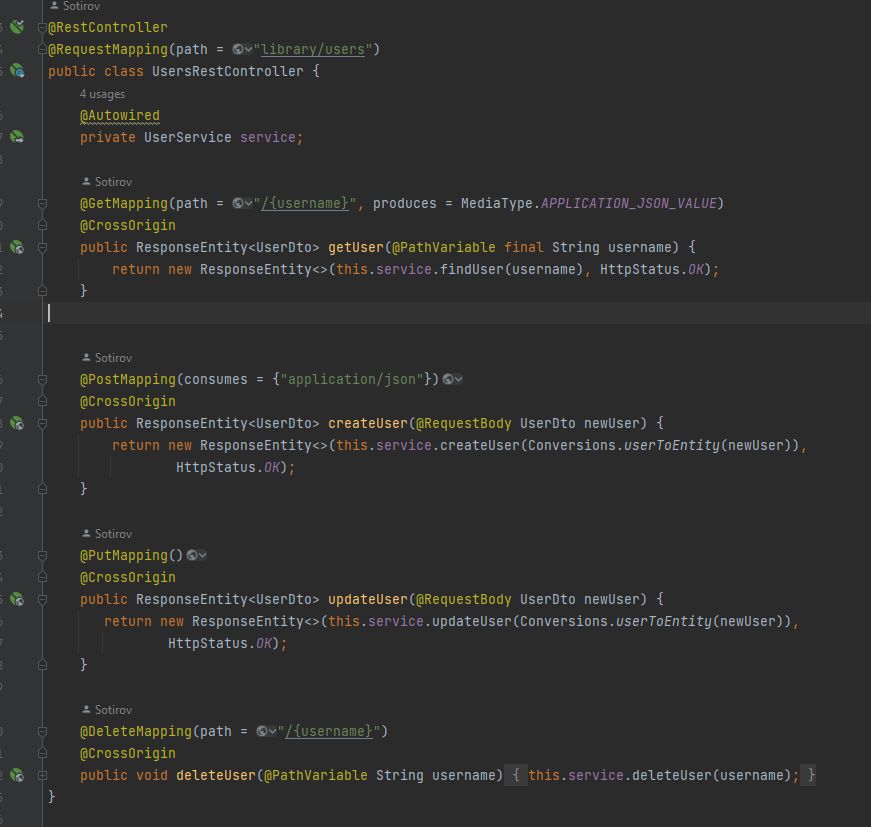 Sotirov
@RestController
@RequestMapping(path = "library/users")
public class UsersRestController {
4 usages
@Autowired
private UserService service;
Sotirov
@GetMapping(path = "/{username}", produces = MediaType.APPLICATION_JSON_VALUE)
@CrossOrigin
public ResponseEntity<UserDto> getUser(@PathVariable final String username) {
return new ResponseEntity<>(this.service.findUser(username), HttpStatus.OK);
}
Sotirov
@PostMapping(consumes = {"application/json"})
@CrossOrigin
public ResponseEntity<UserDto> createUser(@RequestBody UserDto newUser) {
return new ResponseEntity<>(this.service.createUser(Conversions.userToEntity(newUser)),
HttpStatus.OK);
}
Sotirov
@PutMapping()
@CrossOrigin
public ResponseEntity<UserDto> updateUser(@RequestBody UserDto newUser) {
return new ResponseEntity<>(this.service.updateUser(Conversions.userToEntity(newUser)),
HttpStatus.OK);
}
Sotirov
@DeleteMapping(path = "/{username}")
@CrossOrigin
public void deleteUser(@PathVariable String username) { this.service.deleteUser(username); }
}